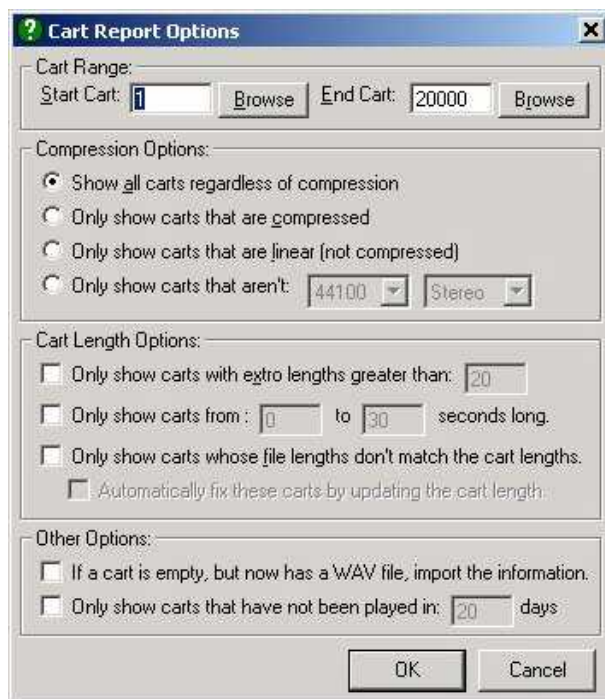 ? Cart Report Options
Cart Range:
Start Cart: 1 Browse End Cart: 20000 Browse
Compression Options:
Show all carts regardless of compression
Only show carts that are compressed
Only show carts that are linear (not compressed)
Only show carts that aren't: 44100 Stereo
Cart Length Options:
Only show carts with extro lengths greater than: 20
Only show carts from : 0 to 30 seconds long.
Only show carts whose file lengths don't match the cart lengths.
Automatically fix these carts by updating the cart length.
Other Options:
If a cart is empty, but now has a WAV file, import the information.
Only show carts that have not been played in: 20 days
OK Cancel